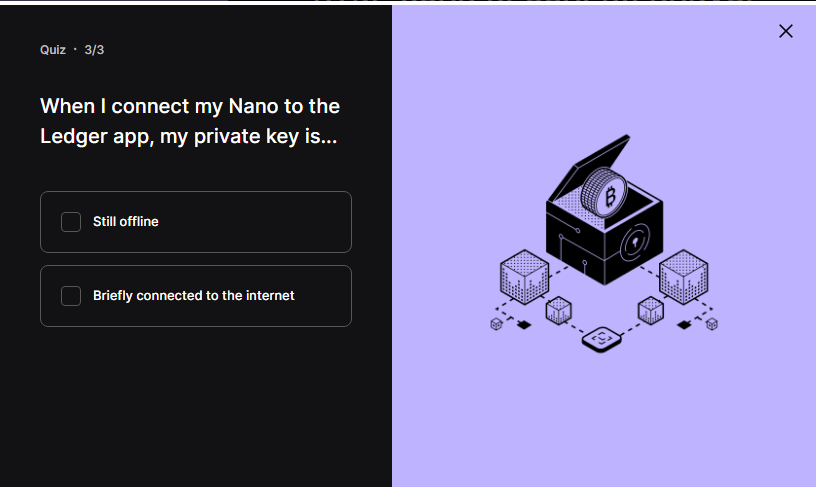 Quiz · 3/3
When I connect my Nano to the
Ledger app, my private key is...
Still offline
Briefly connected to the internet